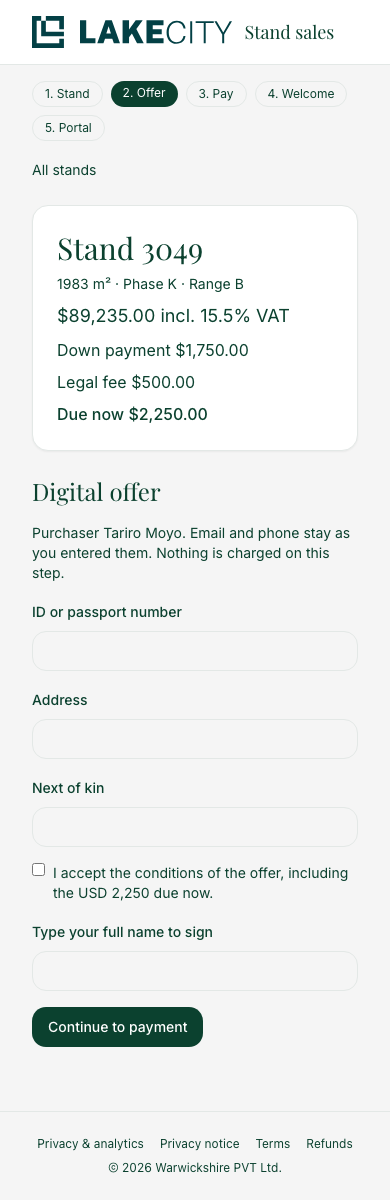 LAKECITY Stand sales
1. Stand
2. Offer
3. Pay
4. Welcome
5. Portal
All stands
Stand 3049
1983 m² · Phase K · Range B
$89,235.00 incl. 15.5% VAT
Down payment $1,750.00
Legal fee $500.00
Due now $2,250.00
Digital offer
Purchaser Tariro Moyo. Email and phone stay as
you entered them. Nothing is charged on this
step.
ID or passport number
Address
Next of kin
I accept the conditions of the offer, including
the USD 2,250 due now.
Type your full name to sign
Continue to payment
Privacy & analytics Privacy notice Terms Refunds
© 2026 Warwickshire PVT Ltd.